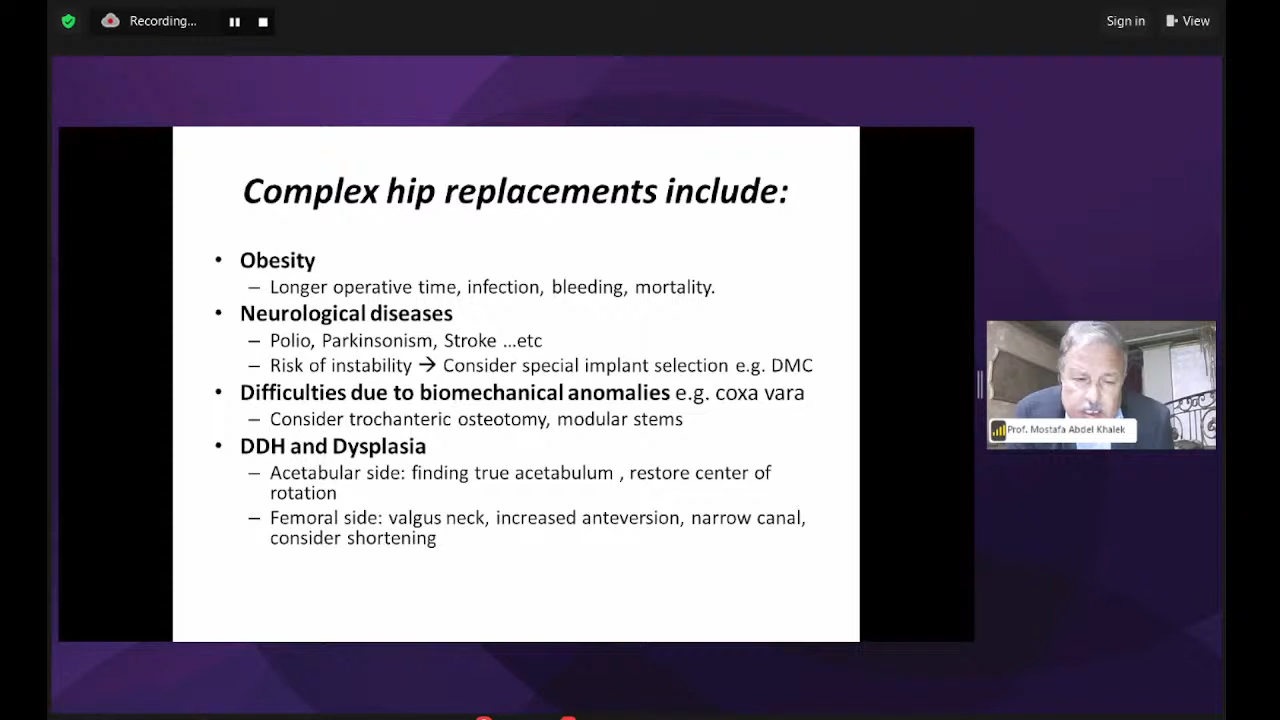 Recording...
Sign in
View
Complex hip replacements include:
• Obesity
– Longer operative time, infection, bleeding, mortality.
• Neurological diseases
– Polio, Parkinsonism, Stroke ...etc
– Risk of instability → Consider special implant selection e.g. DMC
• Difficulties due to biomechanical anomalies e.g. coxa vara
– Consider trochanteric osteotomy, modular stems
• DDH and Dysplasia
– Acetabular side: finding true acetabulum , restore center of
rotation
– Femoral side: valgus neck, increased anteversion, narrow canal,
consider shortening
Prof. Mostafa Abdel Khalek